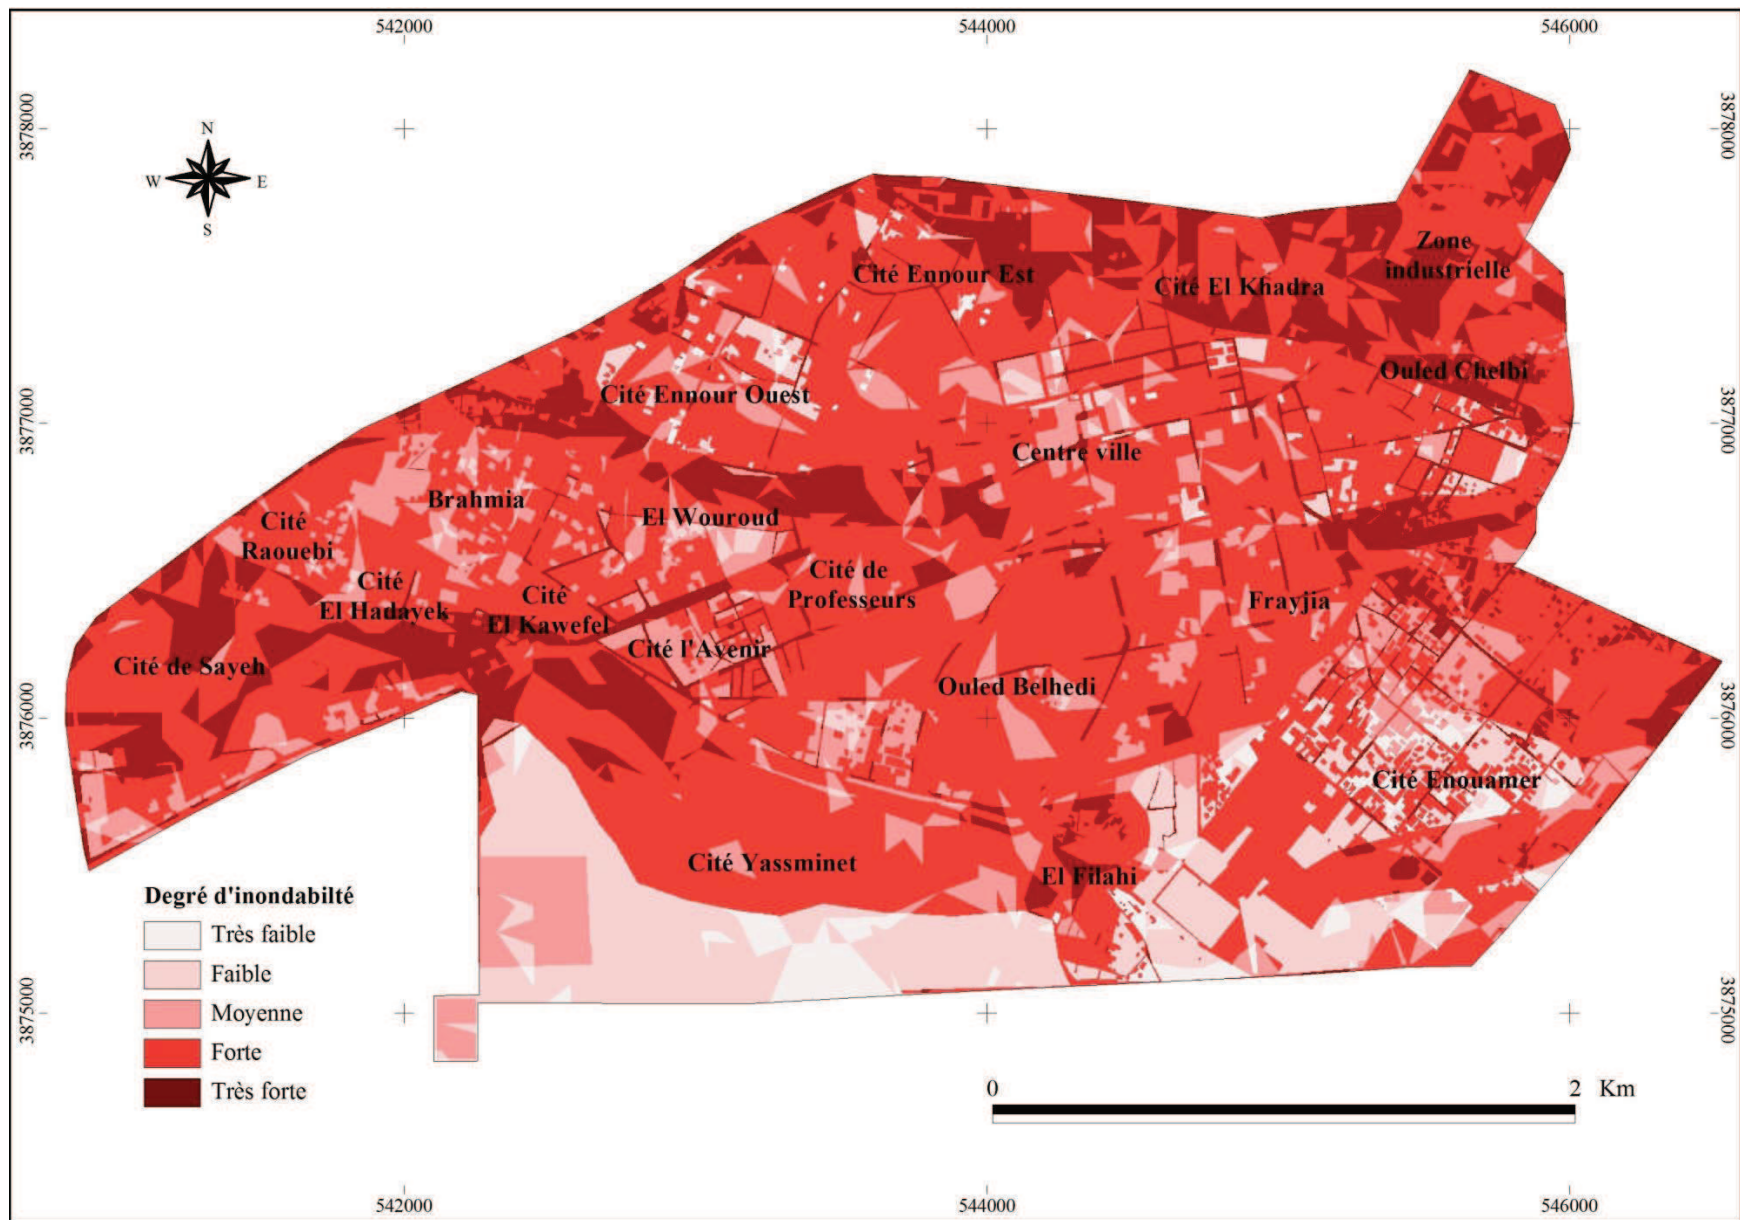 542000
544000
546000
3878000
3878000
N
W
E
S
Zone
industrielle
Cité Ennour Est
Cité El Khadra
Ouled Chelbi
Cité Ennour Ouest
3877000
3877000
Centre ville
Brahmia
El Wouroud
Cité
Raouebi
Cité
El Hadayek
Cité
El Kawefel
Cité de
Professeurs
Frayjia
Cité l'Avenir
Cité de Sayeh
Ouled Belhedi
3876000
3876000
Cité Enouamer
Cité Yassminet
El Filahi
Degré d'inondabilté
Très faible
Faible
Moyenne
Forte
Très forte
3875000
3875000
0
2
Km
542000
544000
546000